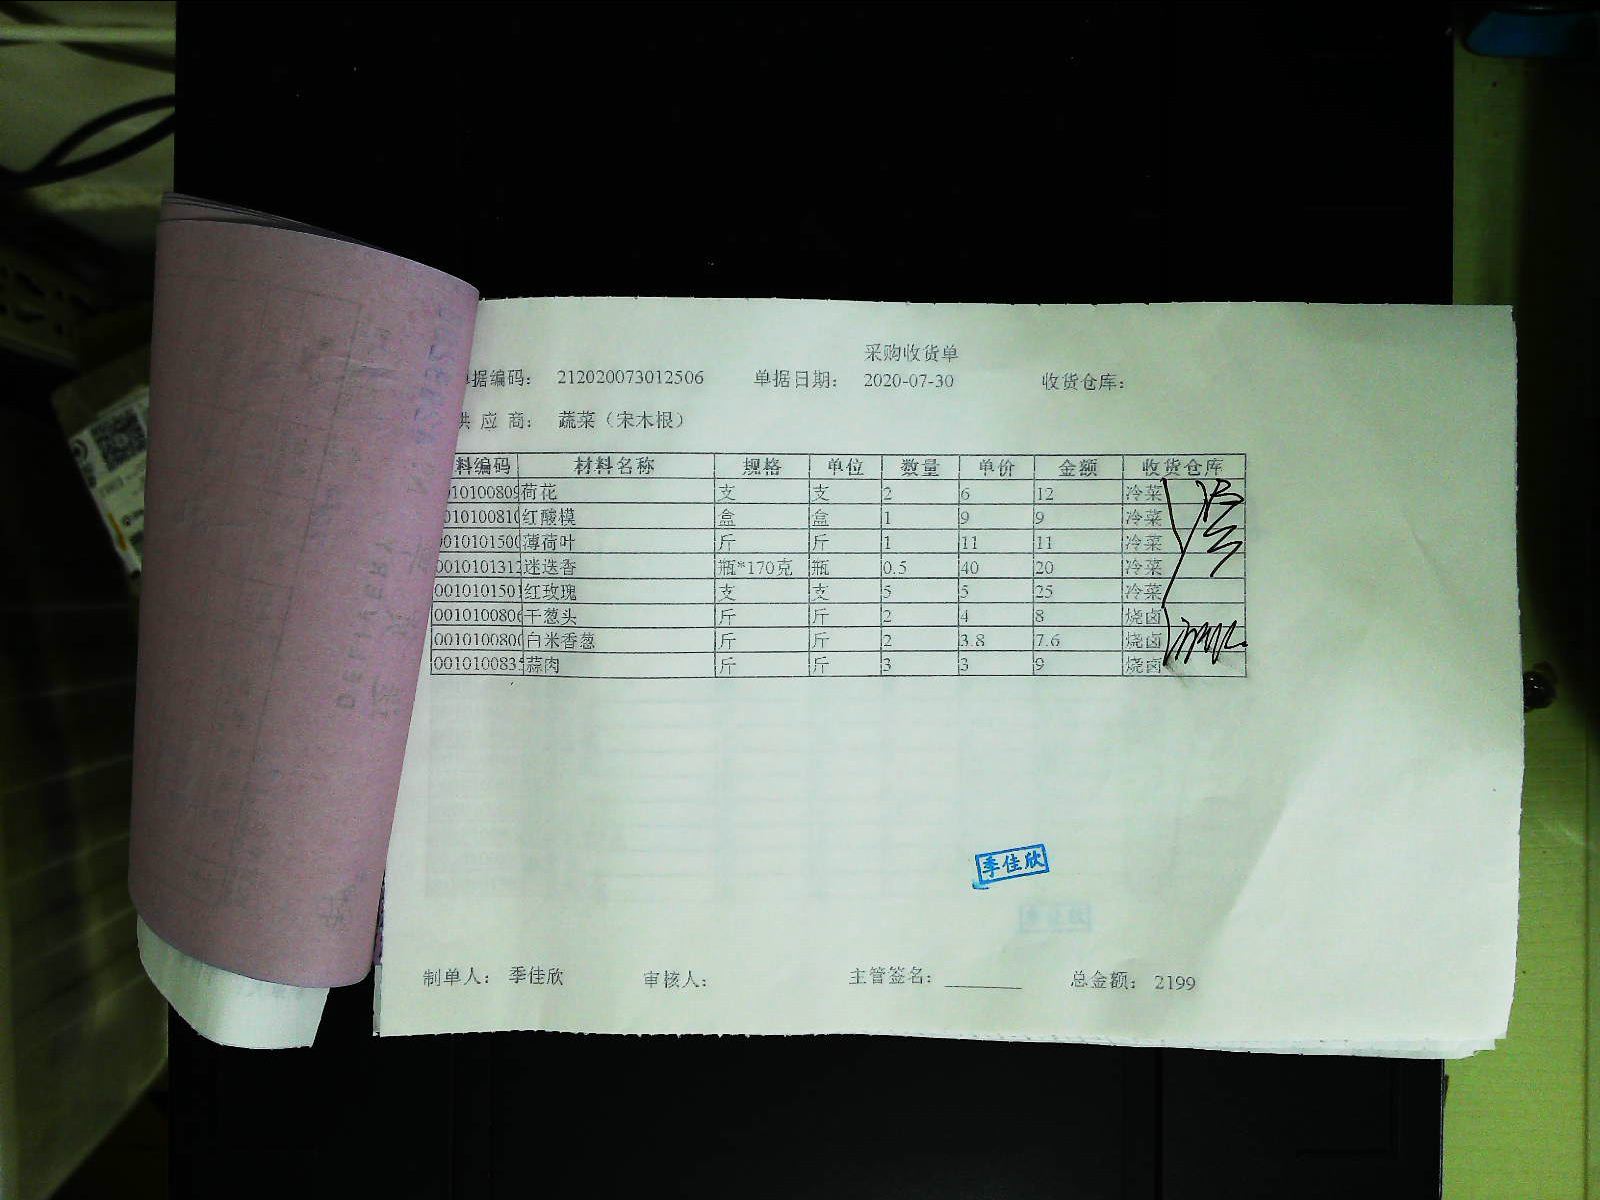 采购收货单
据编码： 212020073012506 单据日期： 2020-07-30 收货仓库：
供 应 商： 蔬菜（宋木根）
料编码 材料名称 规格 单位 数量 单价 金额 收货仓库
荷花 支 支 2 6 12 冷菜
红酸模 盒 盒 1 9 9 冷菜
薄荷叶 斤 斤 1 11 11 冷菜
迷迭香 瓶*170克 瓶 0.5 40 20 冷菜
红玫瑰 支 支 5 5 25 冷菜
干葱头 斤 斤 2 4 8 烧卤
白米香葱 斤 斤 2 3.8 7.6 烧卤
蒜肉 斤 斤 3 3 9 烧卤
季佳欣
制单人： 季佳欣 审核人： 主管签名： 总金额： 2199